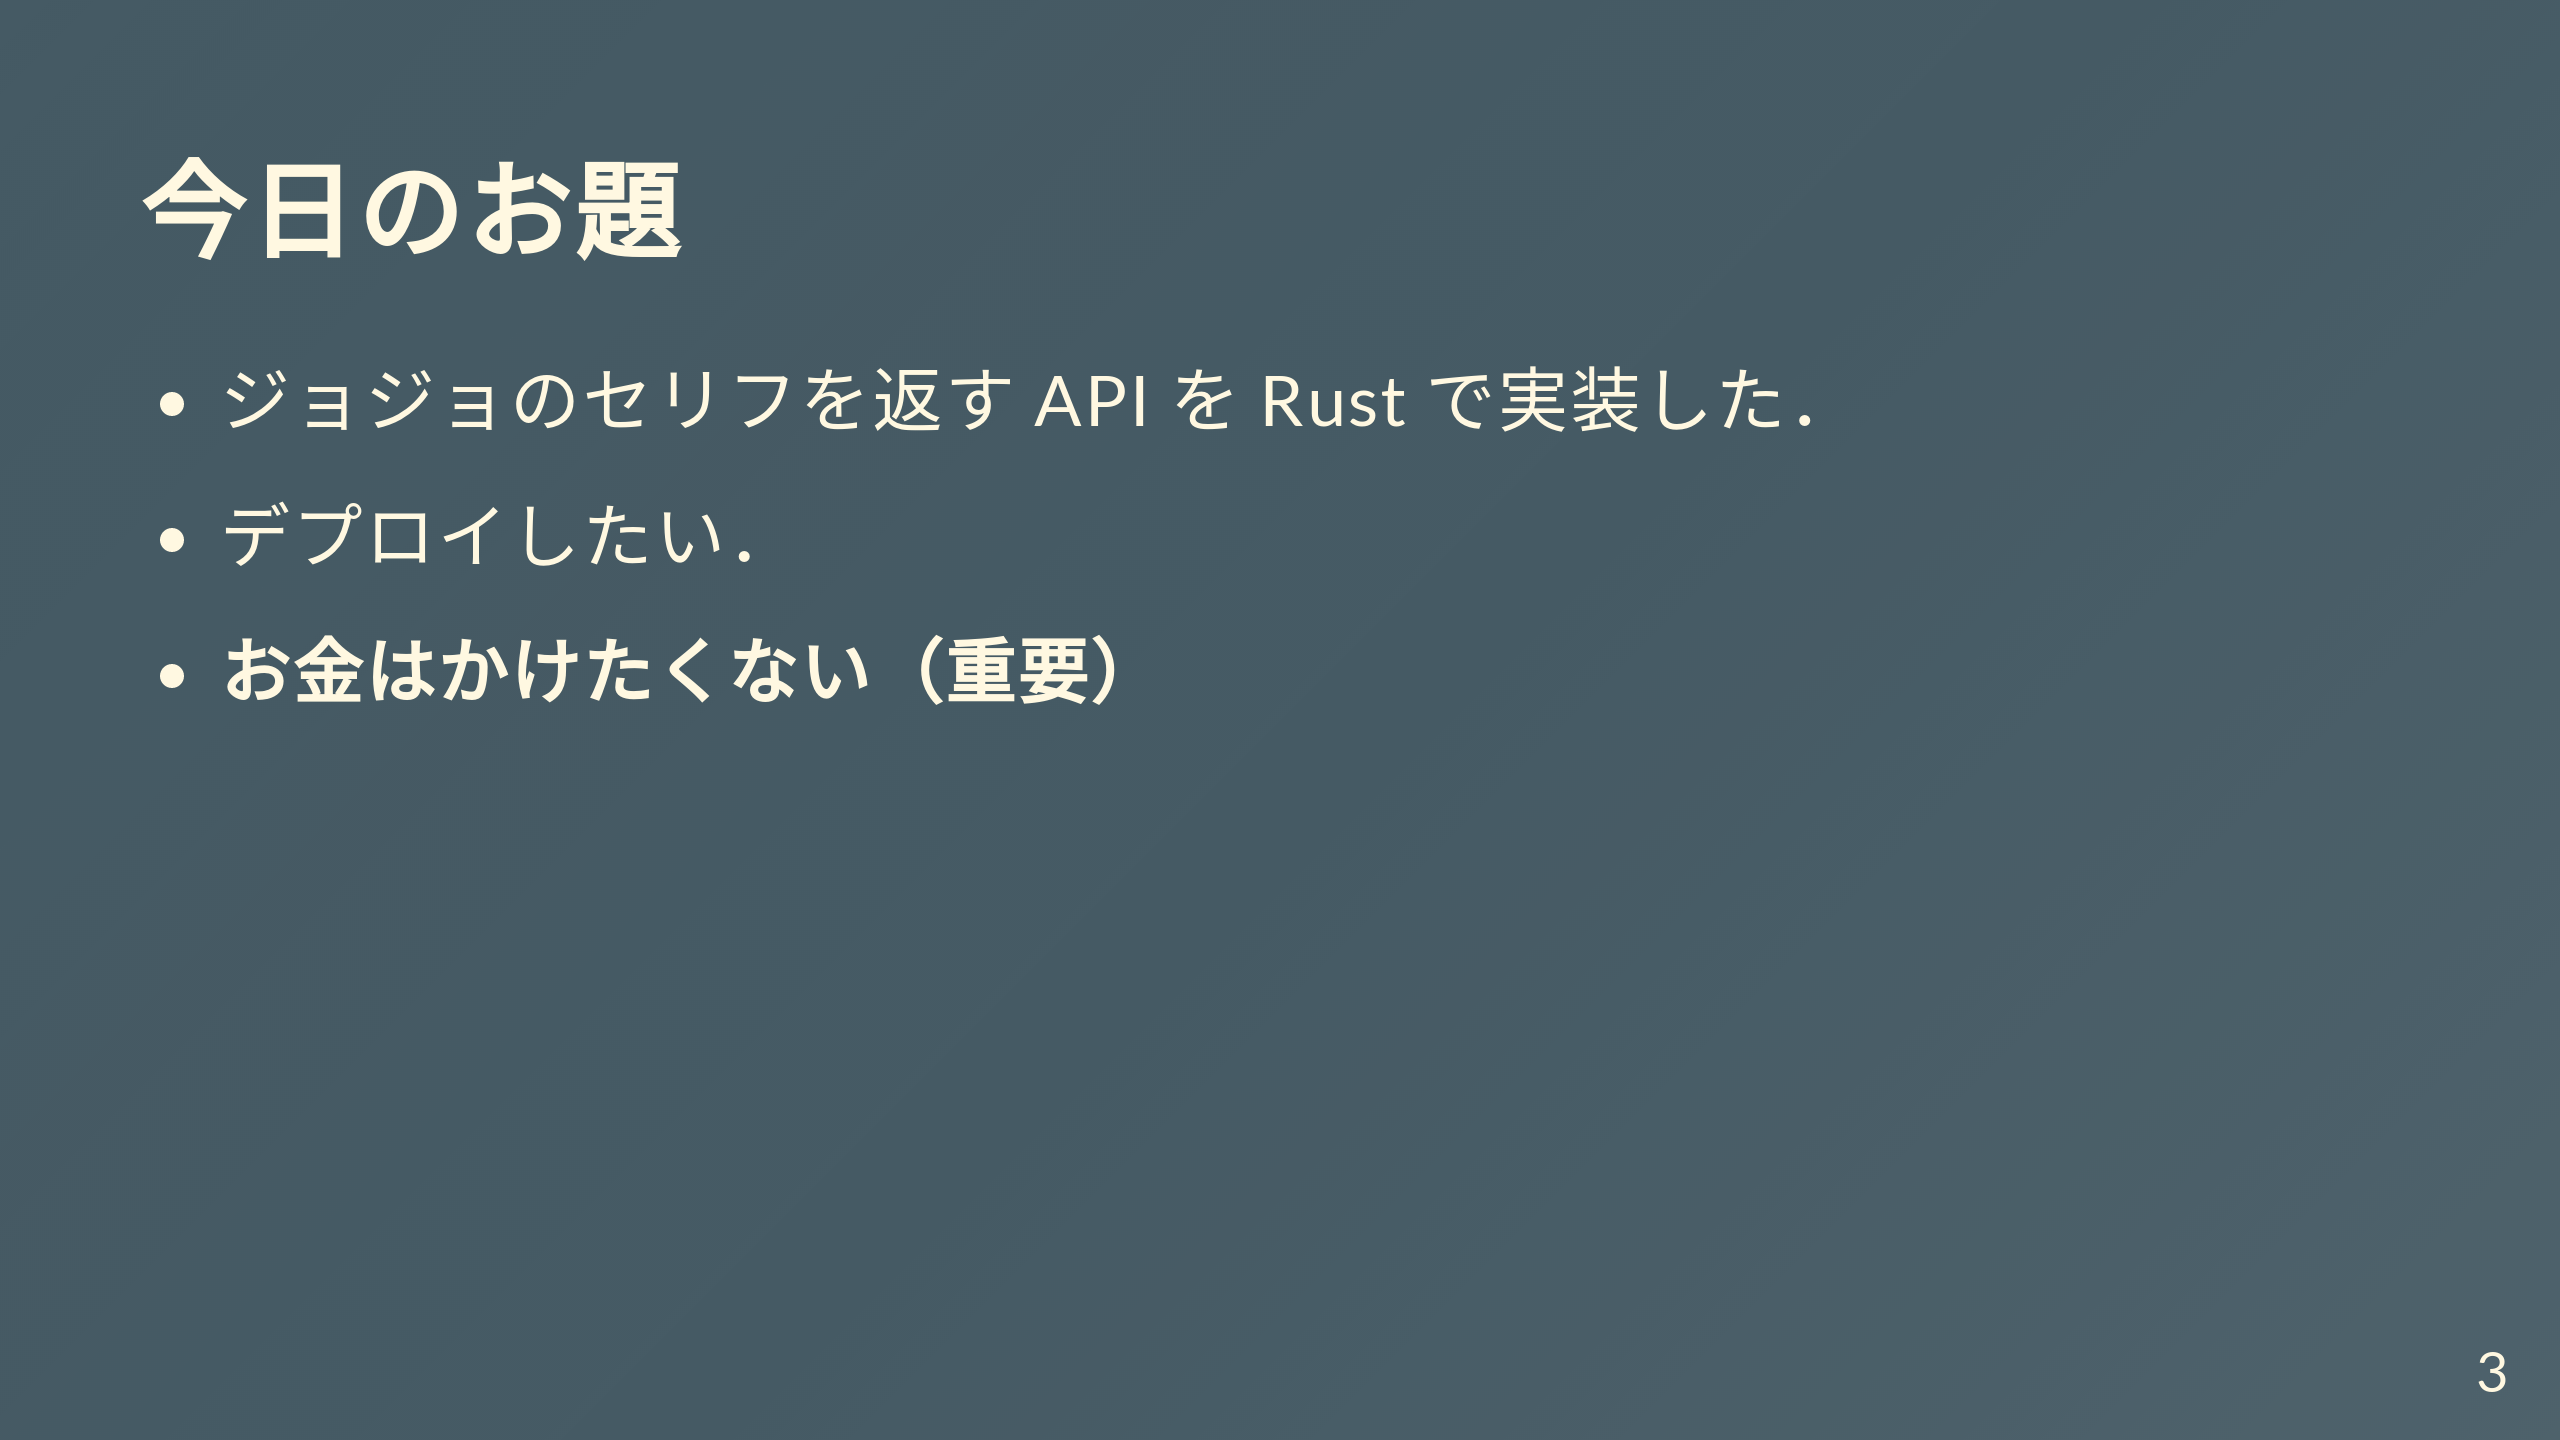 今日のお題
• ジョジョのセリフを返す API を Rust で実装した．
• デプロイしたい．
• お金はかけたくない（重要）
3